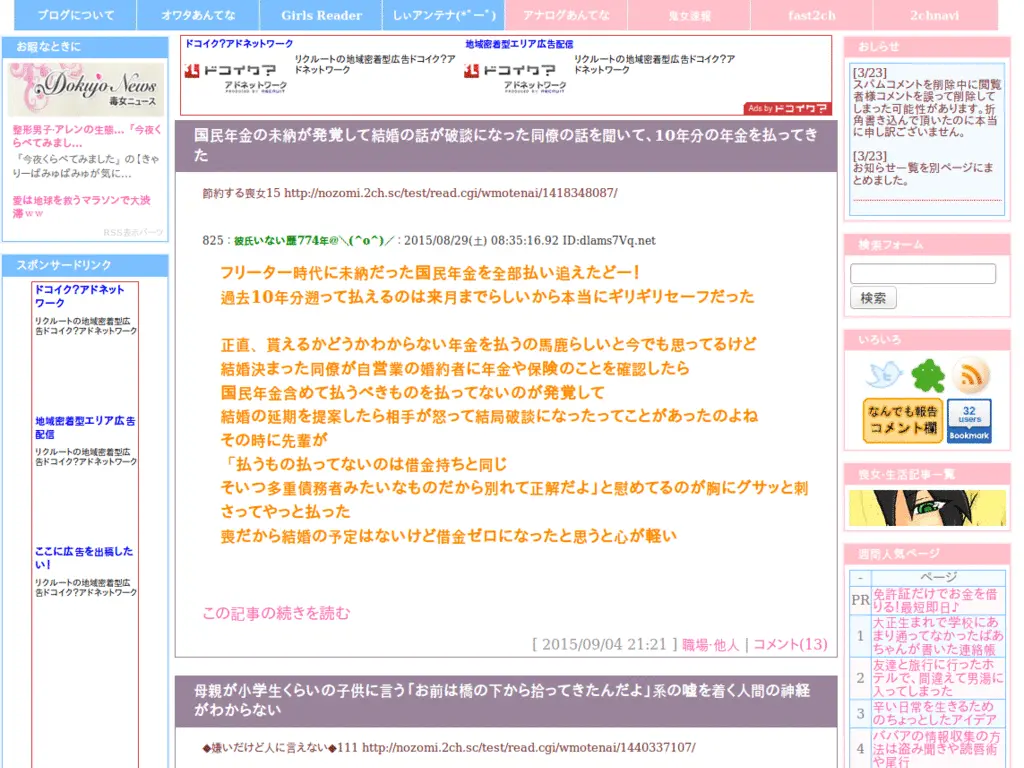 ブログについて
オワタあんてな
Girls Reader
しぃアンテナ(*ﾟーﾟ)
アナログあんてな
鬼女速報
fast2ch
2chnavi
お暇なときに
Dokujo News
毒女ニュース
整形男子･アレンの生態…「今夜く
らべてみまし…
「今夜くらべてみました」の【きゃ
りーぱみゅぱみゅが気に…
愛は地球を救うマラソンで大渋
滞ｗｗ
RSS表示パーツ
スポンサードリンク
ドコイク?アドネット
ワーク
リクルートの地域密着型広
告ドコイク?アドネットワーク
地域密着型エリア広告
配信
リクルートの地域密着型広
告ドコイク?アドネットワーク
ここに広告を出稿した
い!
リクルートの地域密着型広
告ドコイク?アドネットワーク
ドコイク?アドネットワーク
ドコイク?
アドネットワーク
PRODUCED BY RECRUIT
リクルートの地域密着型広告ドコイク?ア
ドネットワーク
地域密着型エリア広告配信
ドコイク?
アドネットワーク
PRODUCED BY RECRUIT
リクルートの地域密着型広告ドコイク?ア
ドネットワーク
Ads by ドコイク?
国民年金の未納が発覚して結婚の話が破談になった同僚の話を聞いて、10年分の年金を払ってき
た
節約する喪女15 http://nozomi.2ch.sc/test/read.cgi/wmotenai/1418348087/
825：彼氏いない歴774年@＼(^o^)／：2015/08/29(土) 08:35:16.92 ID:dlams7Vq.net
フリーター時代に未納だった国民年金を全部払い追えたどー！
過去10年分遡って払えるのは来月までらしいから本当にギリギリセーフだった
正直、貰えるかどうかわからない年金を払うの馬鹿らしいと今でも思ってるけど
結婚決まった同僚が自営業の婚約者に年金や保険のことを確認したら
国民年金含めて払うべきものを払ってないのが発覚して
結婚の延期を提案したら相手が怒って結局破談になったってことがあったのよね
その時に先輩が
「払うもの払ってないのは借金持ちと同じ
そいつ多重債務者みたいなものだから別れて正解だよ」と慰めてるのが胸にグサッと刺
さってやっと払った
喪だから結婚の予定はないけど借金ゼロになったと思うと心が軽い
この記事の続きを読む
[ 2015/09/04 21:21 ] 職場･他人 | コメント(13)
母親が小学生くらいの子供に言う「お前は橋の下から拾ってきたんだよ」系の嘘を着く人間の神経
がわからない
◆嫌いだけど人に言えない◆111 http://nozomi.2ch.sc/test/read.cgi/wmotenai/1440337107/
おしらせ
[3/23]
スパムコメントを削除中に閲覧
者様コメントを誤って削除して
しまった可能性があります。折
角書き込んで頂いたのに本当
に申し訳ございません。
[3/23]
お知らせ一覧を別ページにま
とめました。
検索フォーム
検索
いろいろ
なんでも報告
コメント欄
32
users
Bookmark
喪女･生活記事一覧
週間人気ページ
-
ページ
PR
免許証だけでお金を借
りる!最短即日♪
1
大正生まれで学校にあ
まり通ってなかったばあ
ちゃんが書いた連絡帳
2
友達と旅行に行ったホ
テルで、間違えて男湯に
入ってしまった
3
辛い日常を生きるため
のちょっとしたアイデア
4
ババアの情報収集の方
法は盗み聞きや読唇術
や尾行